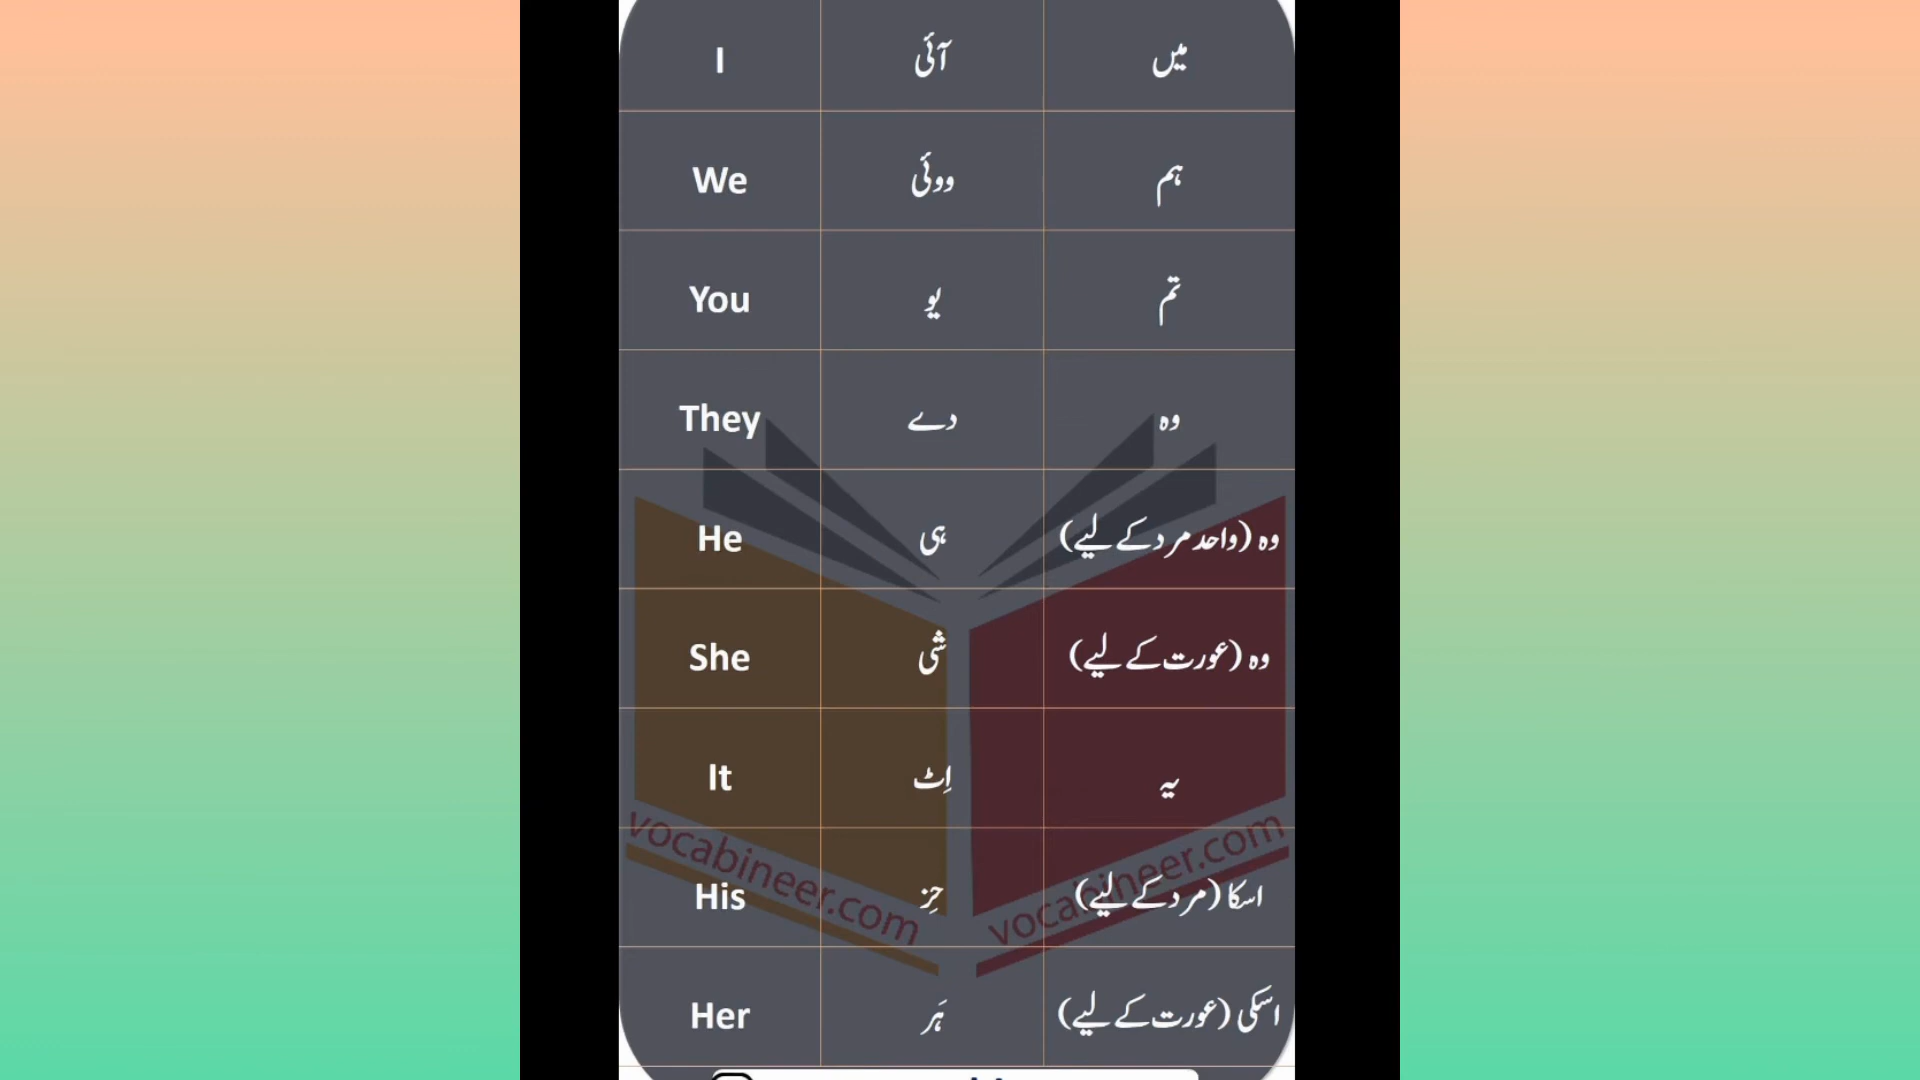 I آئی میں
We ووئی ہم
You یو تم
They دے وہ
He ہی وہ (واحد مرد کے لیے)
She شی وہ (عورت کے لیے)
It اِٹ یہ
vocabineer.com vocabineer.com
His حِز اسکا (مرد کے لیے)
Her ہَر اسکی (عورت کے لیے)